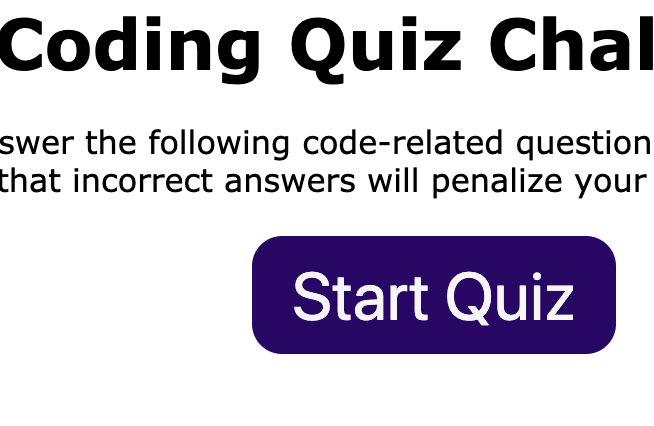 Coding Quiz Chal
swer the following code-related question
that incorrect answers will penalize your
Start Quiz